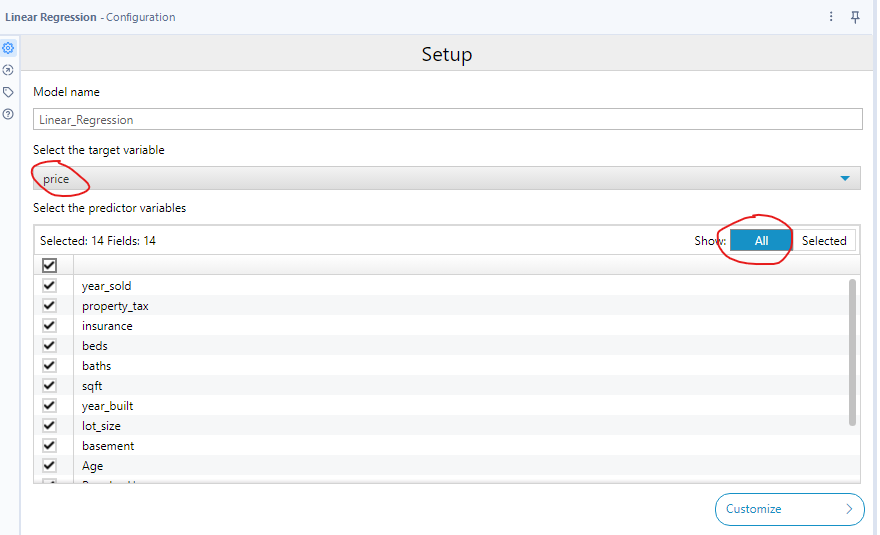 Linear Regression - Configuration
Setup
Model name
Linear_Regression
Select the target variable
price
Select the predictor variables
Selected: 14 Fields: 14 Show: All Selected
year_sold
property_tax
insurance
beds
baths
sqft
year_built
lot_size
basement
Age
Customize